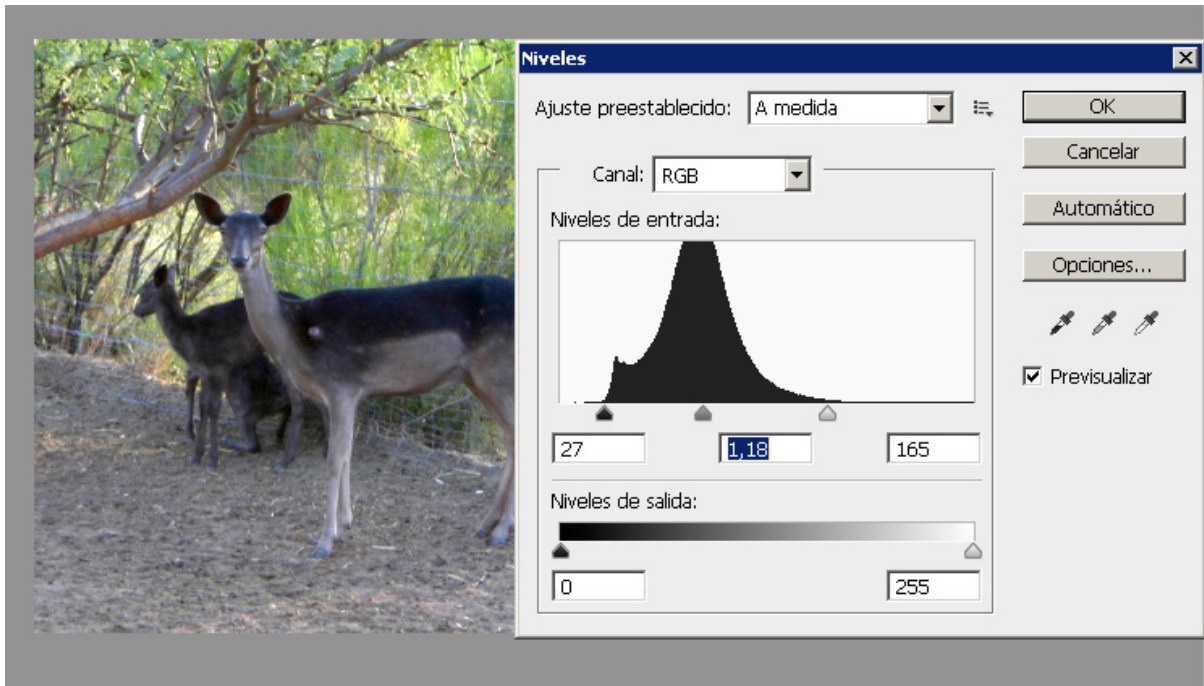 Niveles
Ajuste preestablecido: A medida
OK
Cancelar
Canal: RGB
Automático
Niveles de entrada:
Opciones...
Previsualizar
27 1,18 165
Niveles de salida:
0 255